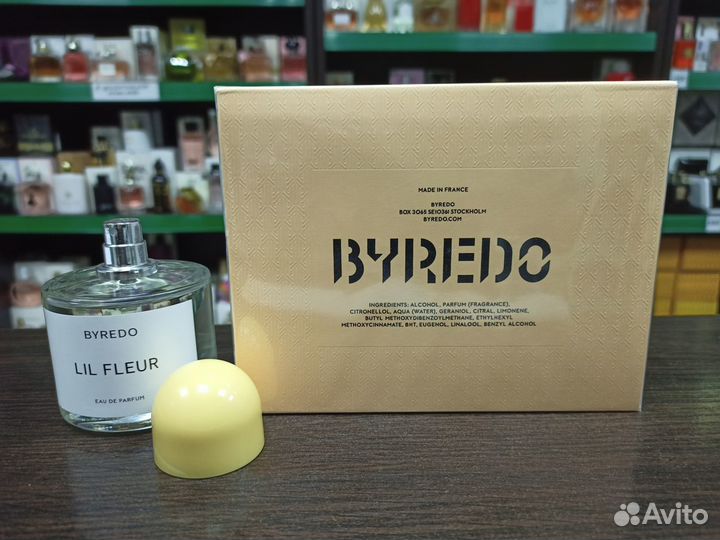 MADE IN FRANCE
BYREDO
BOX 3065 SE10361 STOCKHOLM
BYREDO.COM
BYREDO
INGREDIENTS: ALCOHOL, PARFUM (FRAGRANCE),
CITRONELLOL, AQUA (WATER), GERANIOL, CITRAL, LIMONENE,
BUTYL METHOXYDIBENZOYLMETHANE, ETHYLHEXYL
METHOXYCINNAMATE, BHT, EUGENOL, LINALOOL, BENZYL ALCOHOL
BYREDO
LIL FLEUR
EAU DE PARFUM
Avito